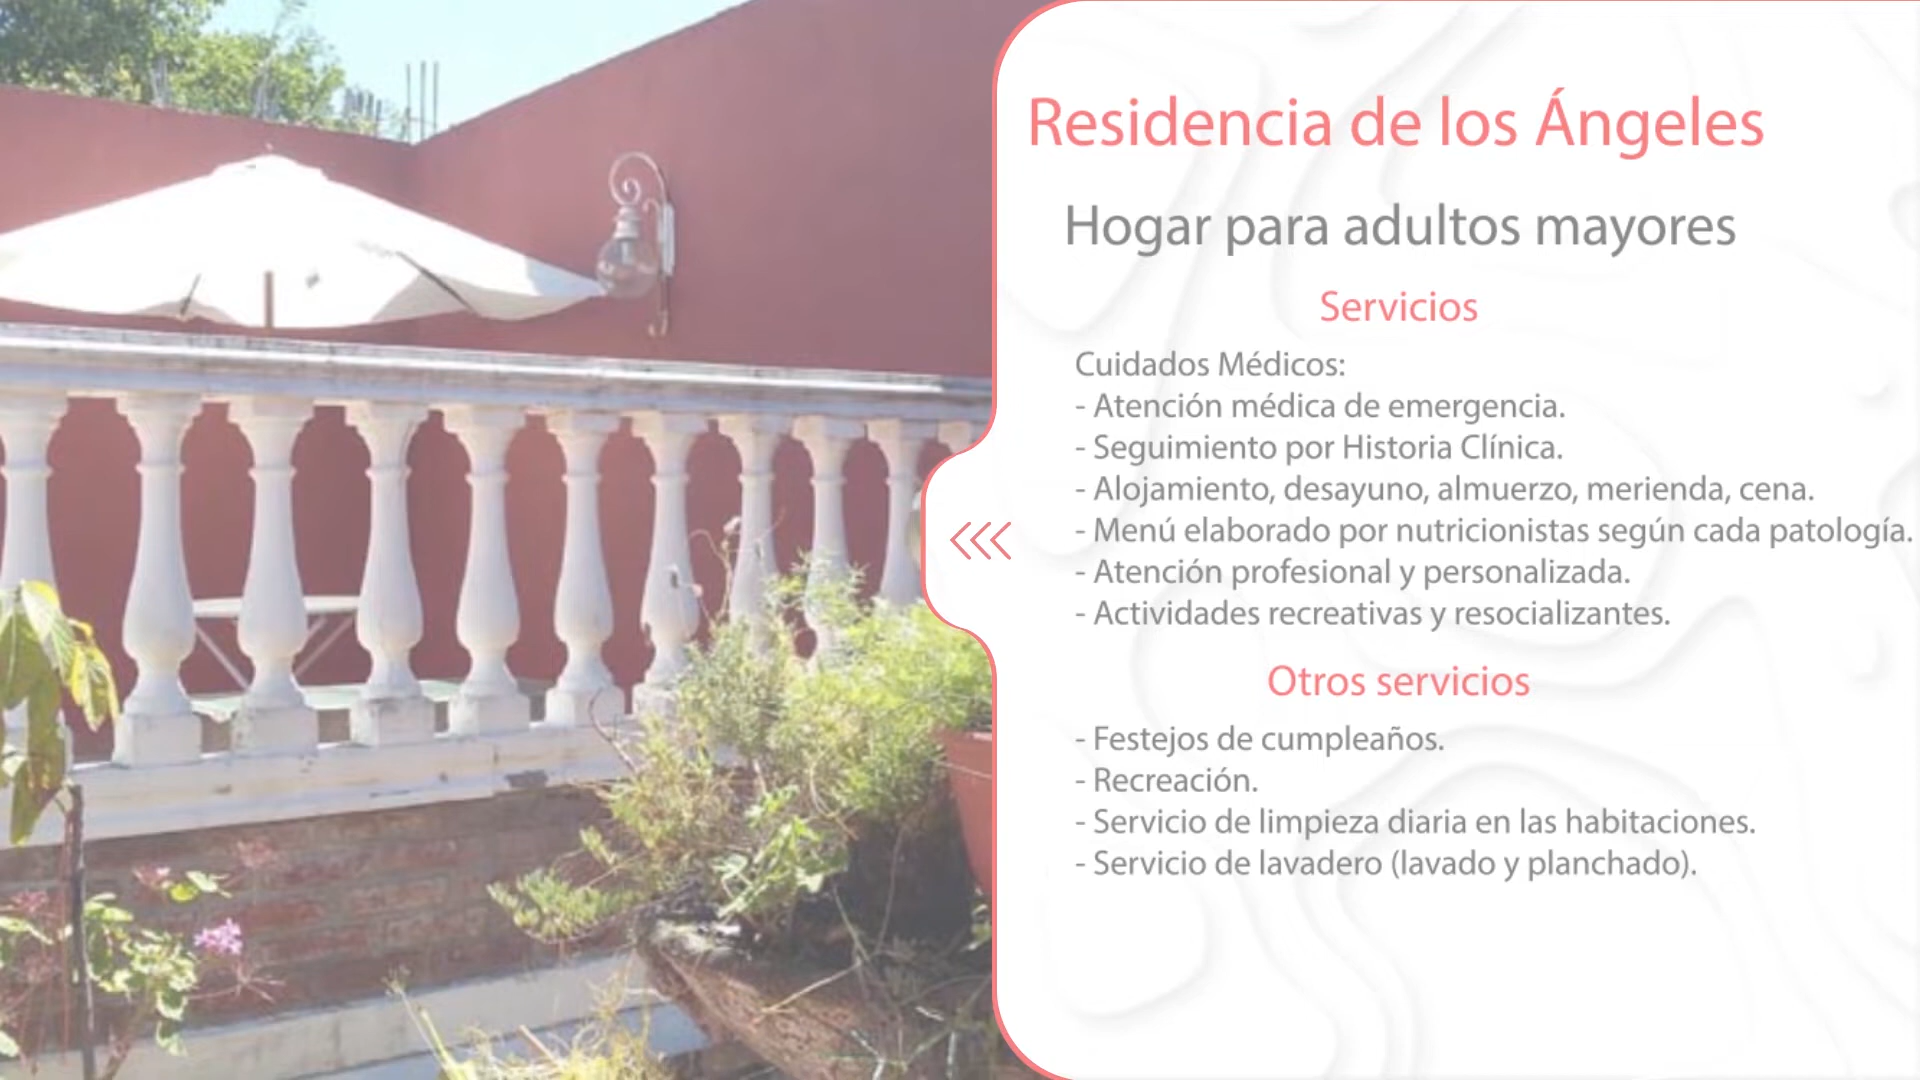 Residencia de los Ángeles
Hogar para adultos mayores
Servicios
Cuidados Médicos:
- Atención médica de emergencia.
- Seguimiento por Historia Clínica.
- Alojamiento, desayuno, almuerzo, merienda, cena.
- Menú elaborado por nutricionistas según cada patología.
- Atención profesional y personalizada.
- Actividades recreativas y resocializantes.
Otros servicios
- Festejos de cumpleaños.
- Recreación.
- Servicio de limpieza diaria en las habitaciones.
- Servicio de lavadero (lavado y planchado).